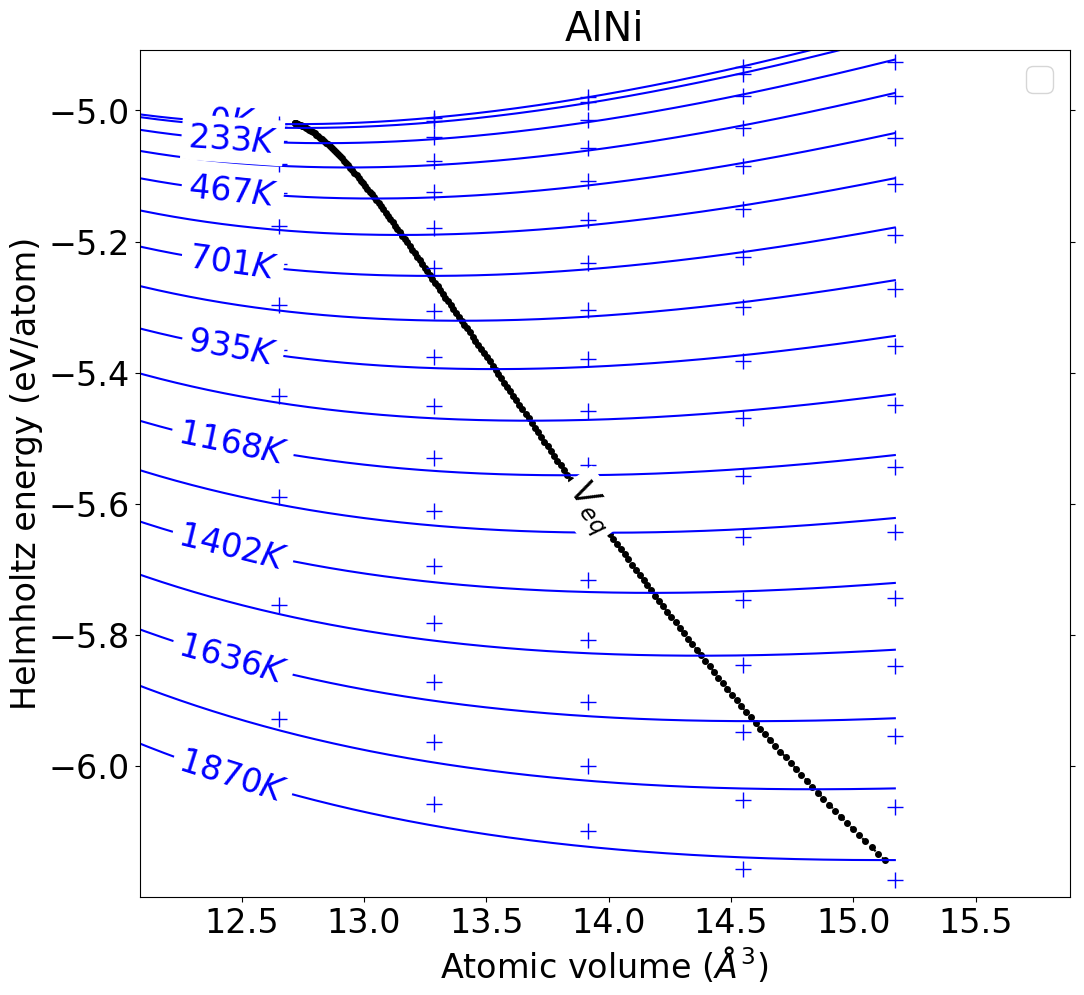 AlNi
Helmholtz energy (eV/atom)
−5.0
−5.2
−5.4
−5.6
−5.8
−6.0
0K
233K
467K
701K
935K
1168K
1402K
1636K
1870K
V_eq
12.5 13.0 13.5 14.0 14.5 15.0 15.5
Atomic volume (Å³)